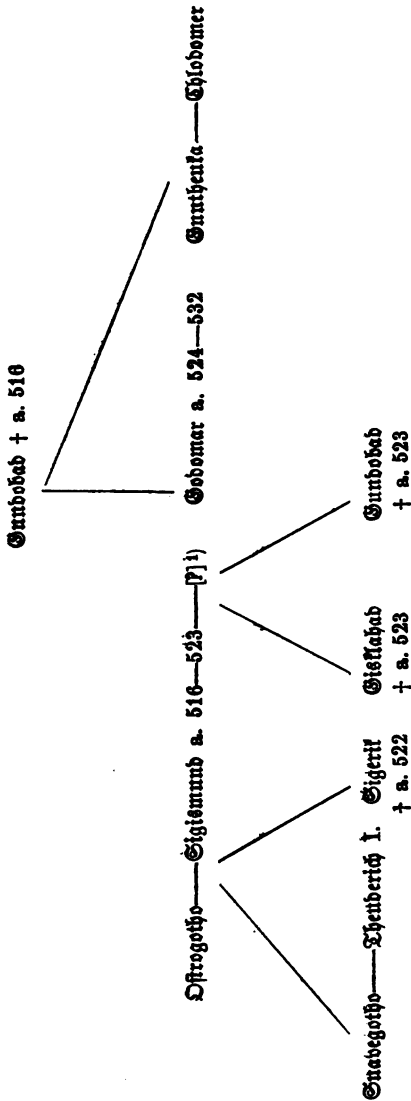 Gundobad † a. 516
Ostrogotho—Sigismund a. 516—523—[?] 1) Godomar a. 524—532 Guntheuka—Chlodomer
Suavegotho—Theuderich I. Sigerik Gisklahad Gundobad
† a. 522 † a. 523 † a. 523